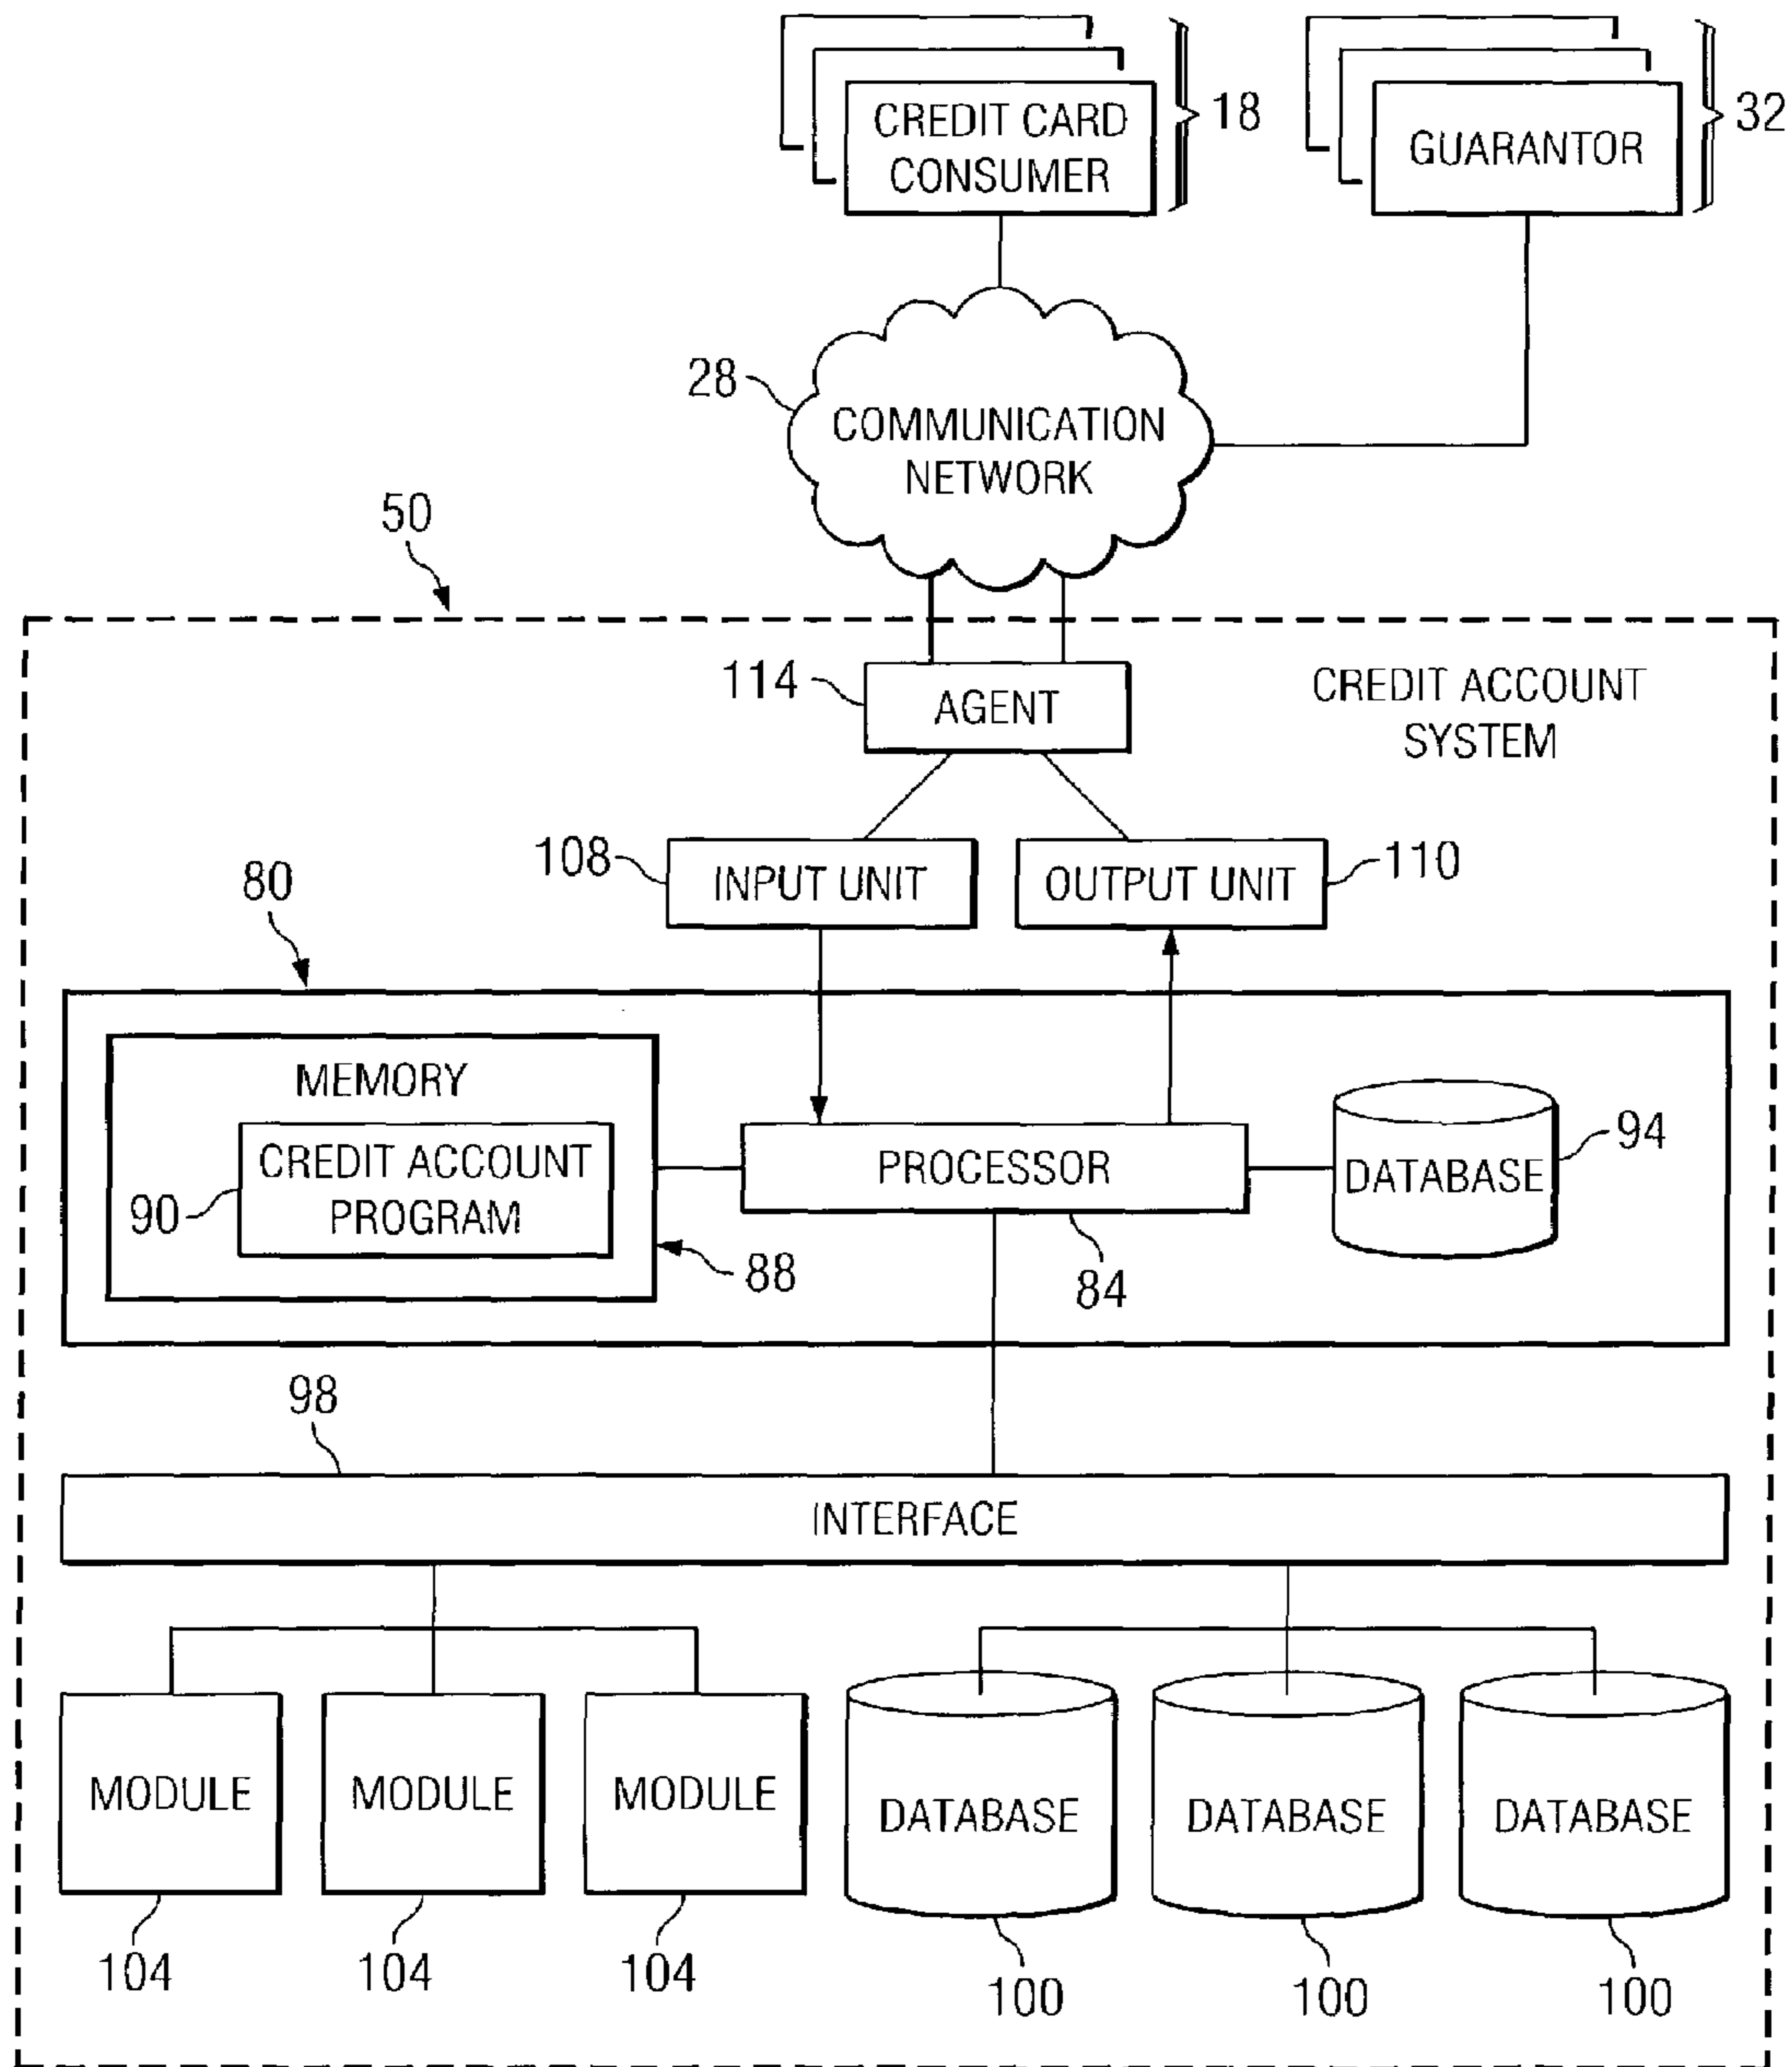 CREDIT CARD
CONSUMER
18
GUARANTOR
32
28
COMMUNICATION
NETWORK
50
114
AGENT
CREDIT ACCOUNT
SYSTEM
108
INPUT UNIT
OUTPUT UNIT
110
80
MEMORY
CREDIT ACCOUNT
PROGRAM
90
88
PROCESSOR
84
DATABASE
94
98
INTERFACE
MODULE
MODULE
MODULE
DATABASE
DATABASE
DATABASE
104
104
104
100
100
100